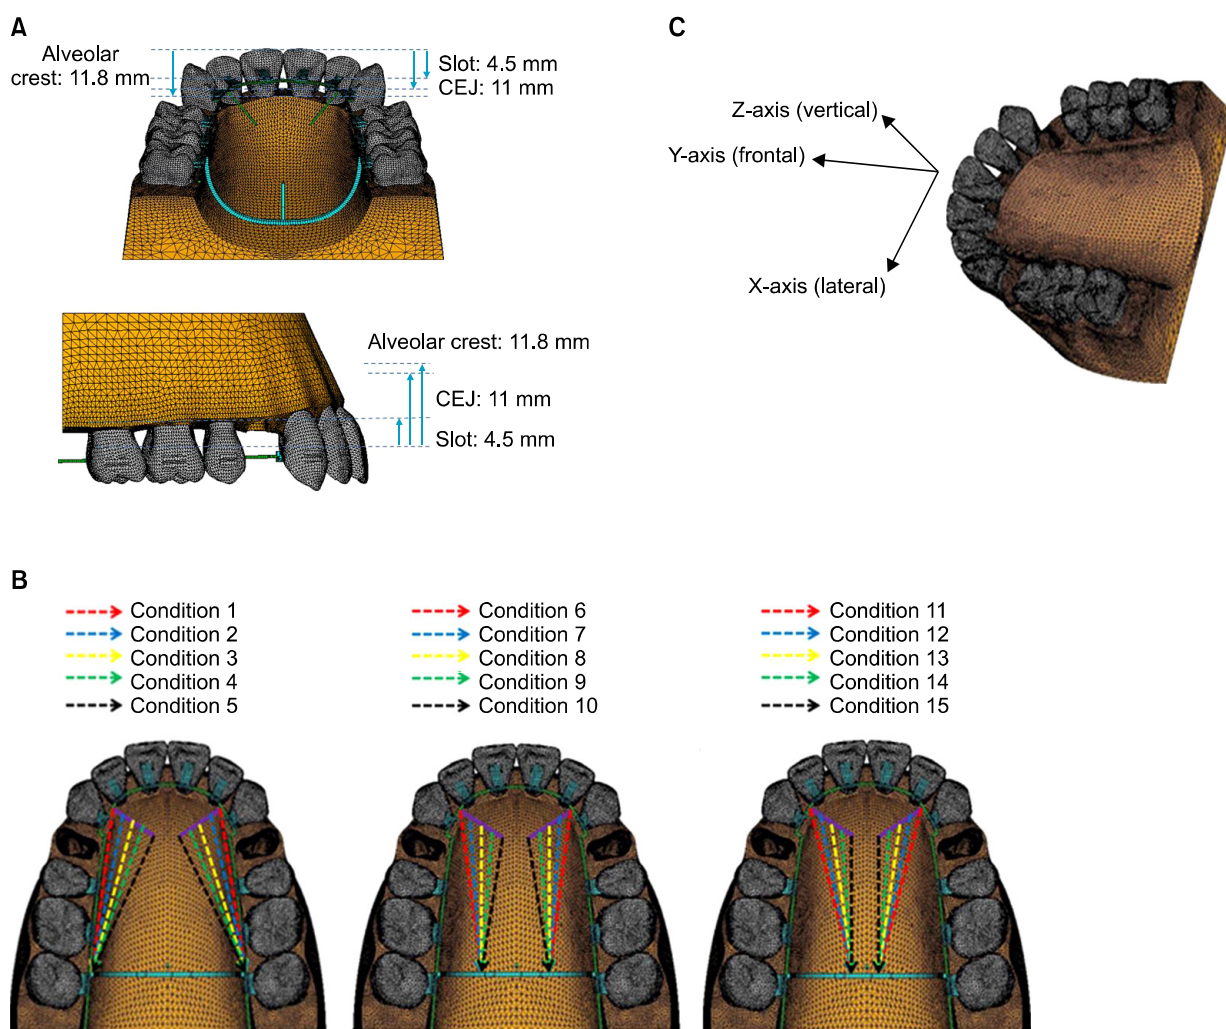 A
Alveolar
crest: 11.8 mm
Slot: 4.5 mm
CEJ: 11 mm
Alveolar crest: 11.8 mm
CEJ: 11 mm
Slot: 4.5 mm
C
Z-axis (vertical)
Y-axis (frontal)
X-axis (lateral)
B
Condition 1
Condition 2
Condition 3
Condition 4
Condition 5
Condition 6
Condition 7
Condition 8
Condition 9
Condition 10
Condition 11
Condition 12
Condition 13
Condition 14
Condition 15